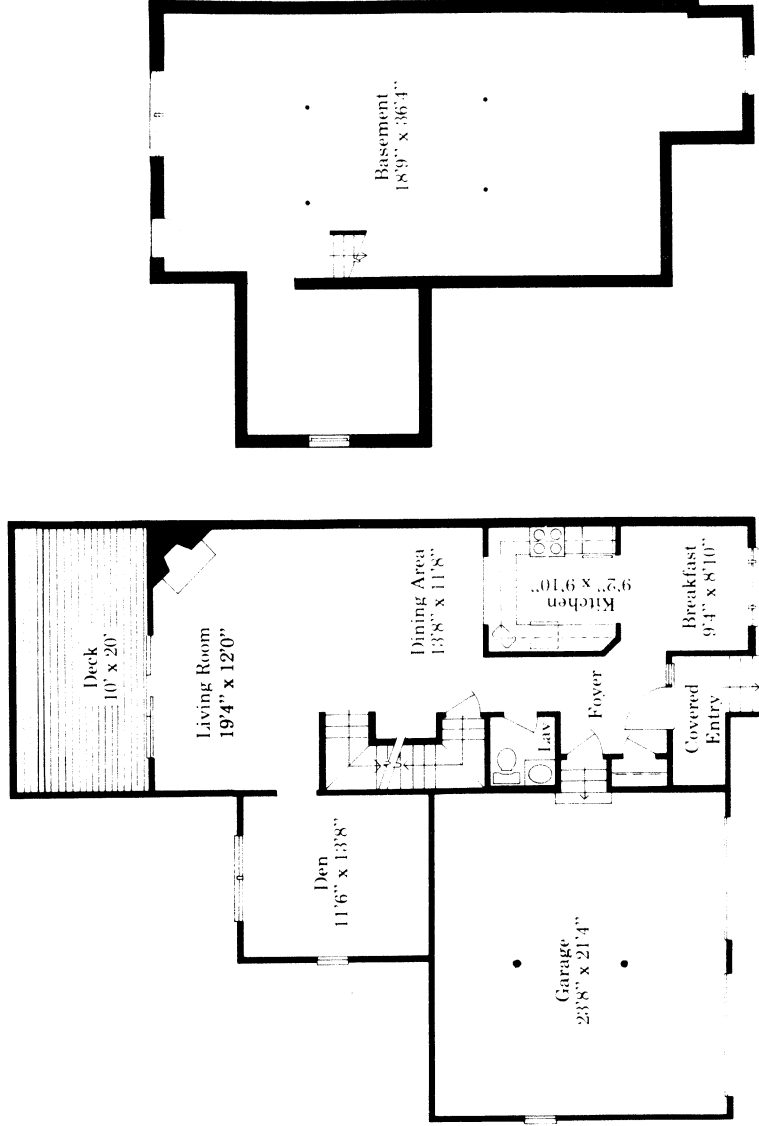 Basement
18'9" x 36'4"
Deck
10' x 20'
Living Room
19'4" x 12'0"
Dining Area
13'8" x 11'8"
Kitchen
9'2" x 9'10"
Breakfast
9'4" x 8'10"
Foyer
Lav
Covered
Entry
Den
11'6" x 13'8"
Garage
23'8" x 21'4"